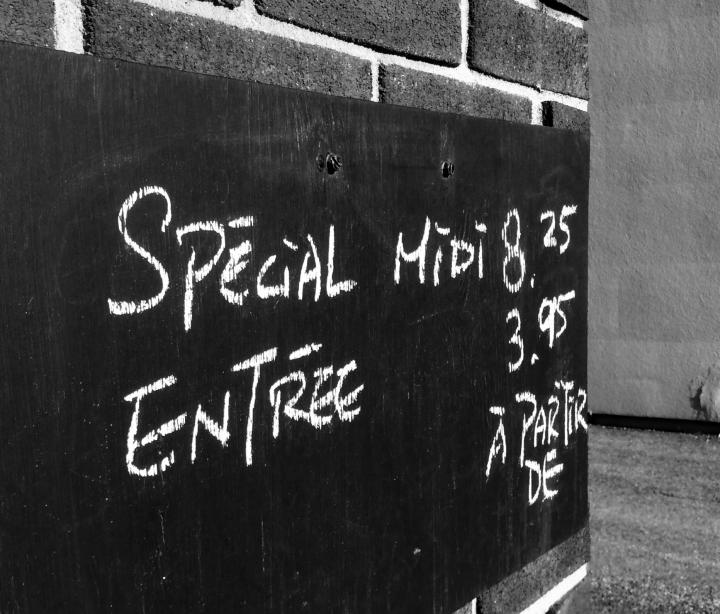 SPÉCIAL MIDI 8.25
3.95
ENTRÉE
À PARTIR
DE